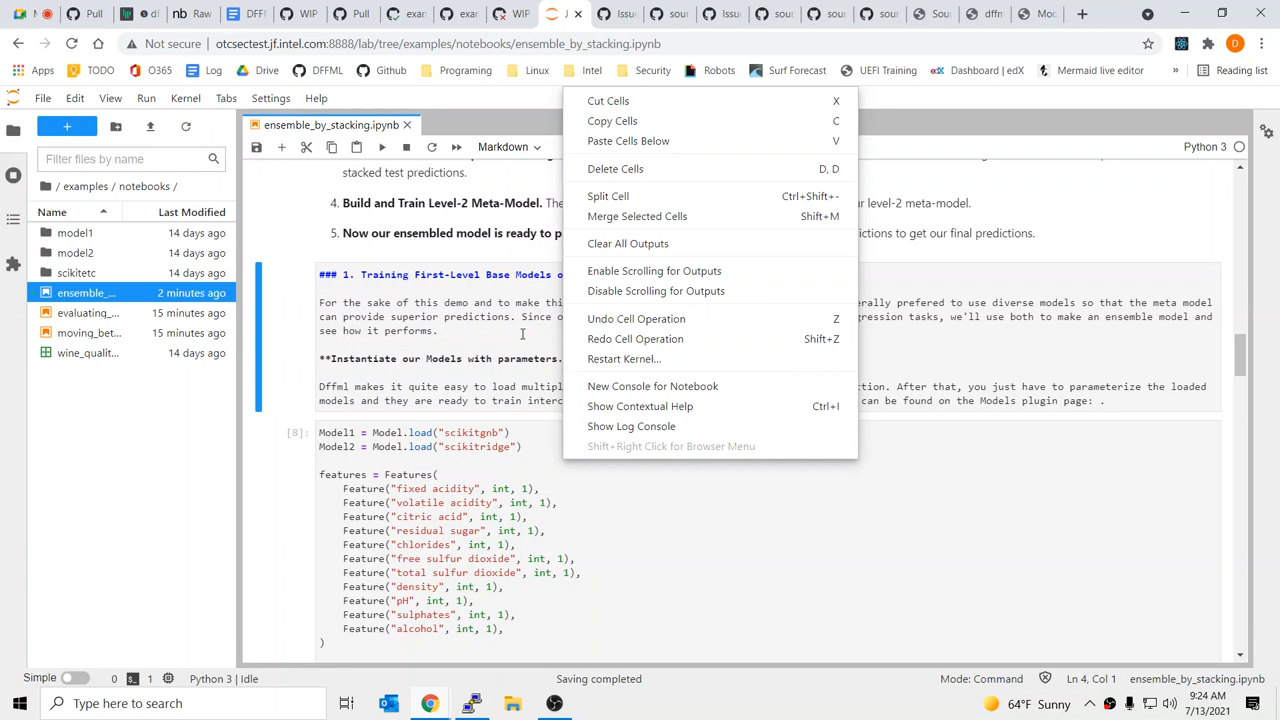 Pull
df
Raw
DFF
WIP
Pull
exam
exam
WIP
J
Issu
sour
Issu
sour
sour
sour
Sour
dffm
Moc
Not secure
otcsectest.jf.intel.com:8888/lab/tree/examples/notebooks/ensemble_by_stacking.ipynb
D
Apps
TODO
O365
Log
Drive
DFFML
Github
Programing
Linux
Intel
Security
Robots
Surf Forecast
UEFI Training
edX
Dashboard | edX
Mermaid live editor
»
Reading list
File
Edit
View
Run
Kernel
Tabs
Settings
Help
ensemble_by_stacking.ipynb
Filter files by name
Markdown
Python 3
/ examples / notebooks /
Name
Last Modified
model1
14 days ago
model2
14 days ago
scikitetc
14 days ago
ensemble_...
2 minutes ago
evaluating_...
15 minutes ago
moving_bet...
15 minutes ago
wine_qualit...
14 days ago
stacked test predictions.
4. Build and Train Level-2 Meta-Model. The
ur level-2 meta-model.
5. Now our ensembled model is ready to p
ictions to get our final predictions.
### 1. Training First-Level Base Models o
For the sake of this demo and to make thi
erally prefered to use diverse models so that the meta model
can provide superior predictions. Since o
gression tasks, we'll use both to make an ensemble model and
see how it performs.
**Instantiate our Models with parameters.
Dffml makes it quite easy to load multipl
ction. After that, you just have to parameterize the loaded
models and they are ready to train interc
can be found on the Models plugin page: .
[8]:
Model1 = Model.load("scikitgnb")
Model2 = Model.load("scikitridge")
features = Features(
Feature("fixed acidity", int, 1),
Feature("volatile acidity", int, 1),
Feature("citric acid", int, 1),
Feature("residual sugar", int, 1),
Feature("chlorides", int, 1),
Feature("free sulfur dioxide", int, 1),
Feature("total sulfur dioxide", int, 1),
Feature("density", int, 1),
Feature("pH", int, 1),
Feature("sulphates", int, 1),
Feature("alcohol", int, 1),
)
Cut Cells X
Copy Cells C
Paste Cells Below V
Delete Cells D, D
Split Cell Ctrl+Shift+-
Merge Selected Cells Shift+M
Clear All Outputs
Enable Scrolling for Outputs
Disable Scrolling for Outputs
Undo Cell Operation Z
Redo Cell Operation Shift+Z
Restart Kernel...
New Console for Notebook
Show Contextual Help Ctrl+I
Show Log Console
Shift+Right Click for Browser Menu
Simple
0
1
Python 3 | Idle
Saving completed
Mode: Command
Ln 4, Col 1
ensemble_by_stacking.ipynb
Type here to search
64°F Sunny
9:24 AM
7/13/2021